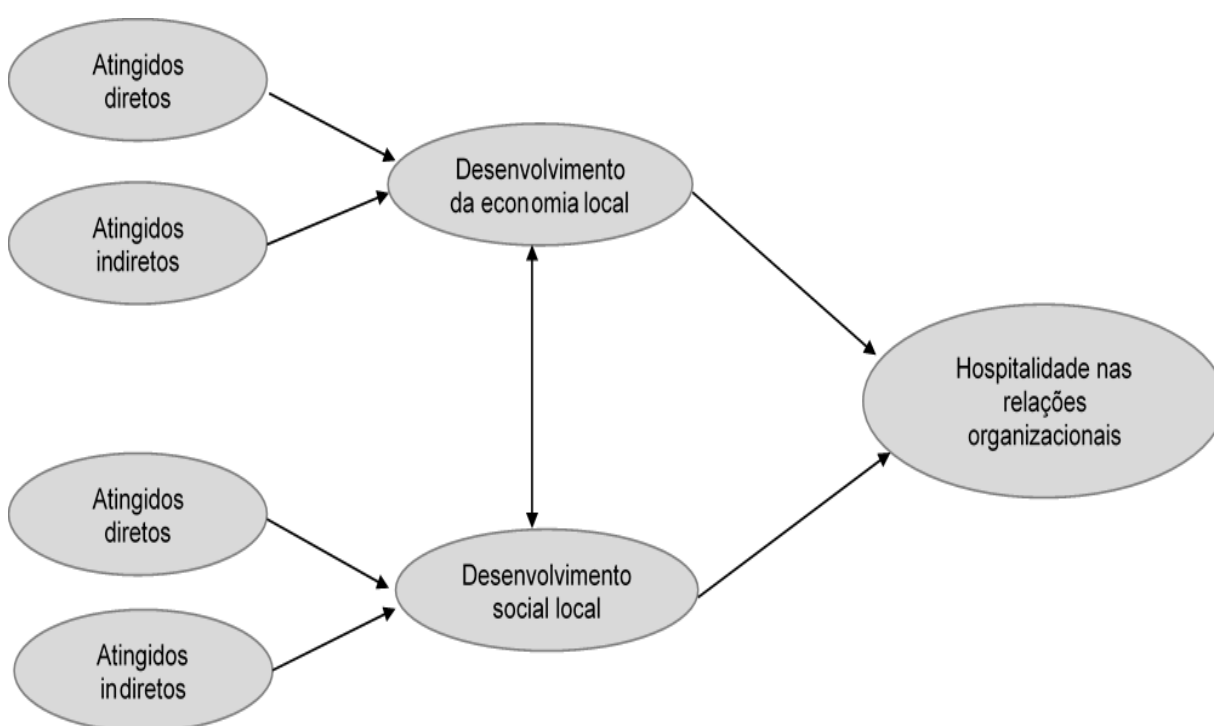 Atingidos
diretos
Atingidos
indiretos
Desenvolvimento
da economia local
Hospitalidade nas
relações
organizacionais
Atingidos
diretos
Atingidos
indiretos
Desenvolvimento
social local